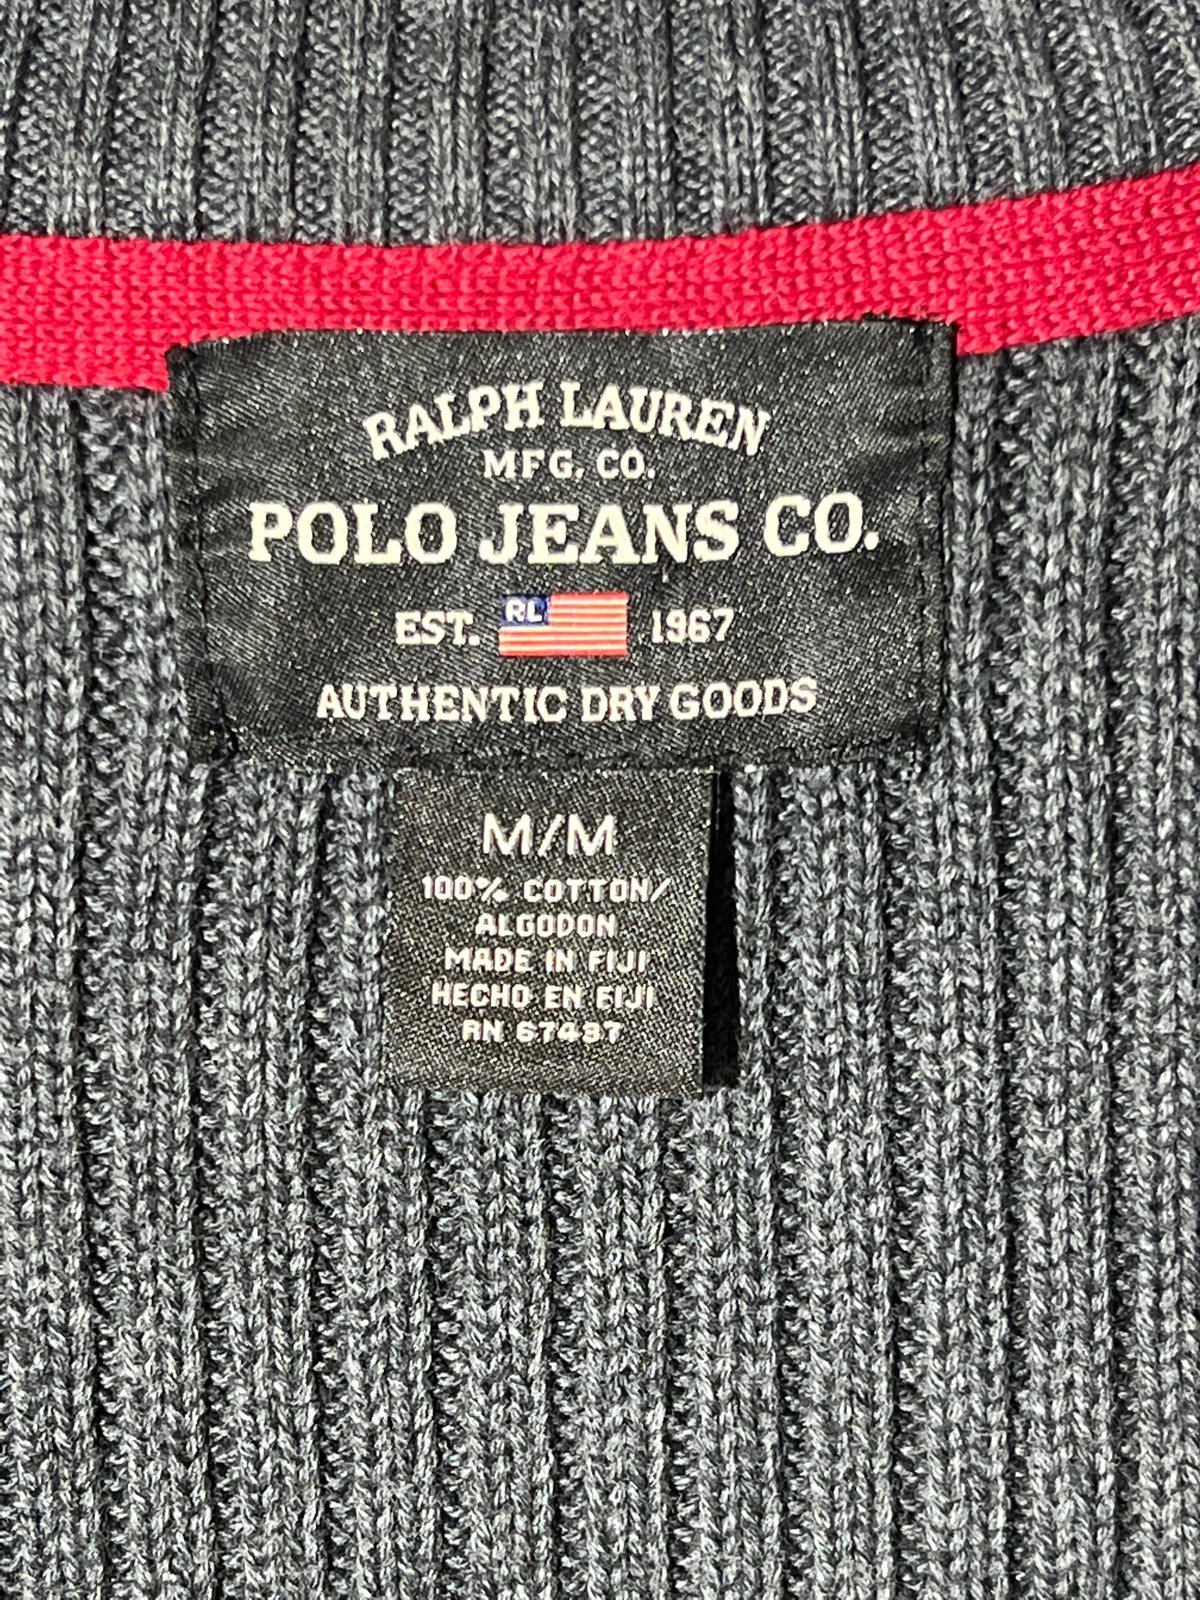 RALPH LAUREN
MFG. CO.
POLO JEANS CO.
EST. RL 1967
AUTHENTIC DRY GOODS
M/M
100% COTTON/
ALGODON
MADE IN FIJI
HECHO EN FIJI
RN 67497